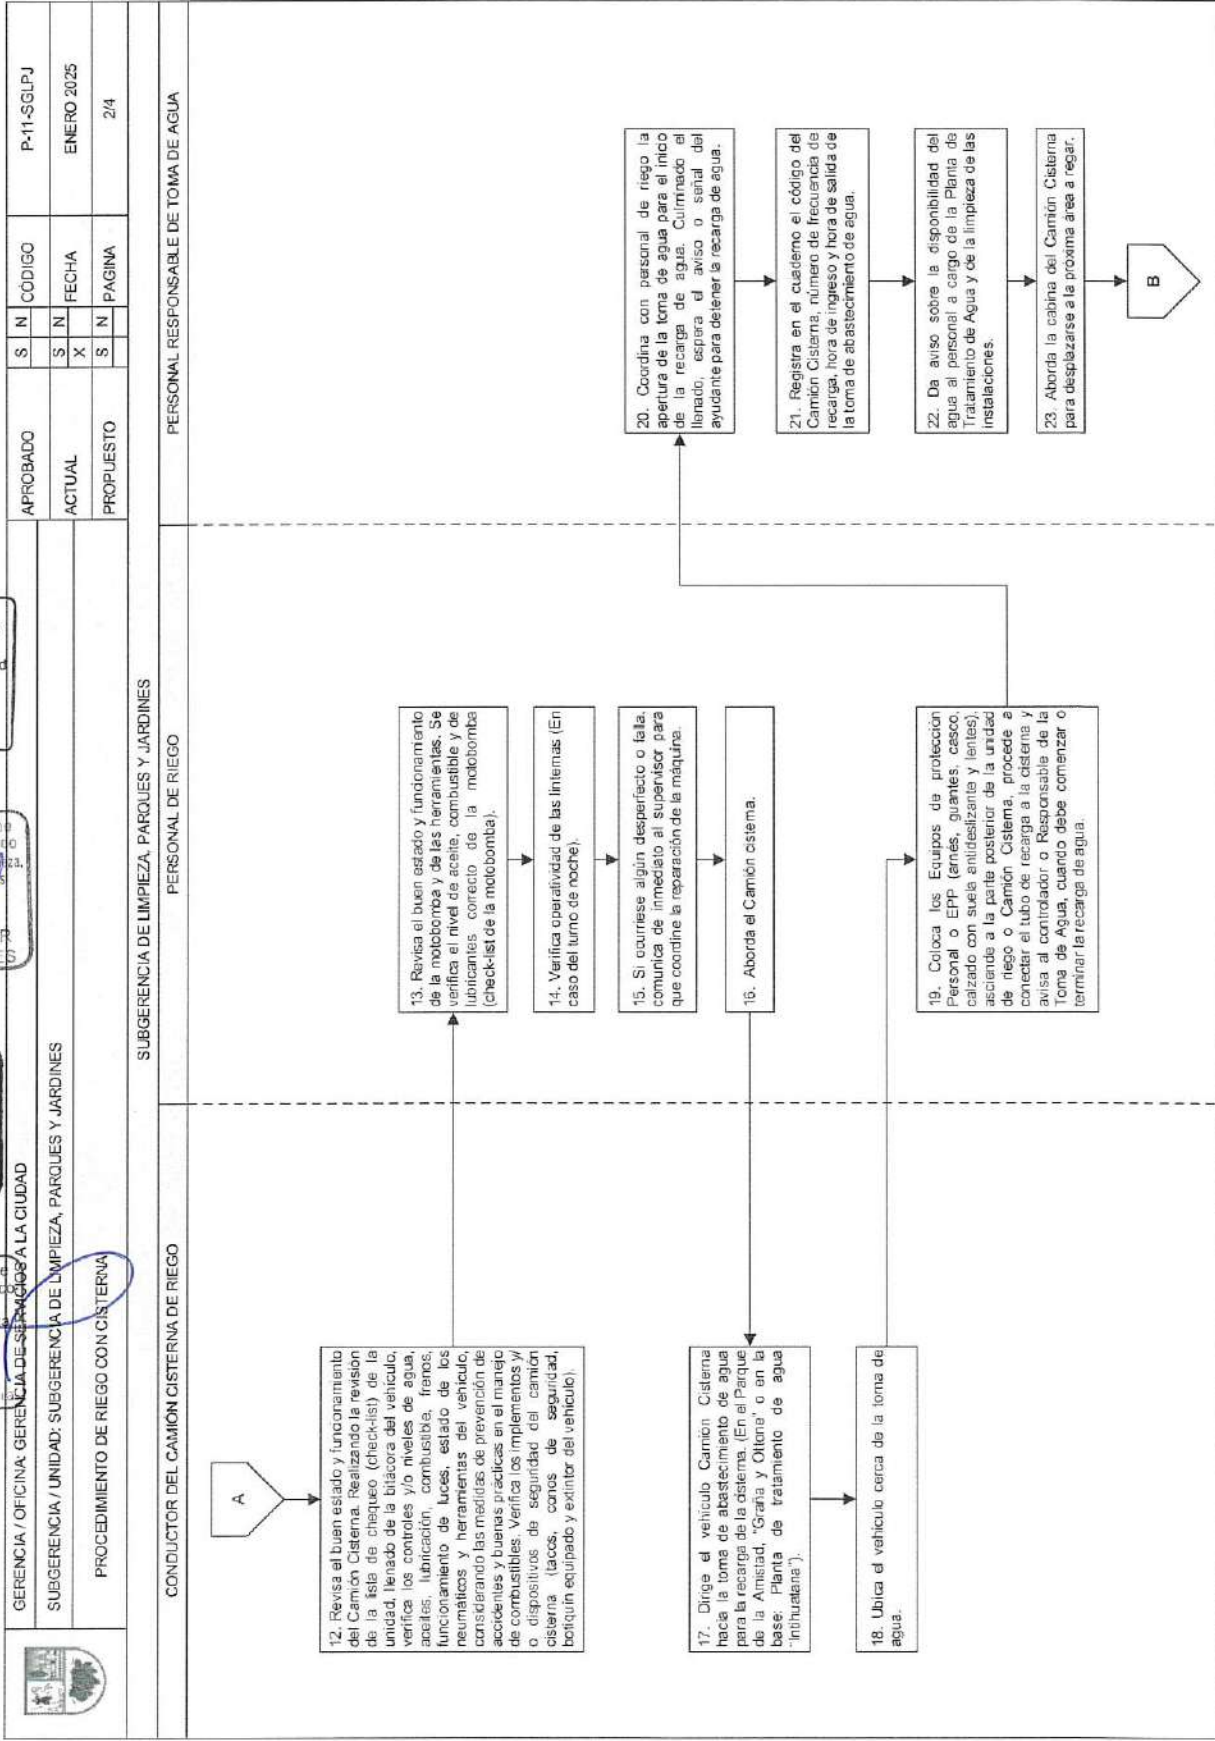 GERENCIA / OFICINA: GERENCIA DE SERVICIOS A LA CIUDAD
SUBGERENCIA / UNIDAD: SUBGERENCIA DE LIMPIEZA, PARQUES Y JARDINES
PROCEDIMIENTO DE RIEGO CON CISTERNA
APROBADO S N CÓDIGO P-11-SGLPJ
ACTUAL S N FECHA ENERO 2025
X
PROPUESTO S N PAGINA 2/4
SUBGERENCIA DE LIMPIEZA, PARQUES Y JARDINES
CONDUCTOR DEL CAMIÓN CISTERNA DE RIEGO
PERSONAL DE RIEGO
PERSONAL RESPONSABLE DE TOMA DE AGUA
A
12. Revisa el buen estado y funcionamiento
del Camión Cisterna. Realizando la revisión
de la lista de chequeo (check-list) de la
unidad, llenado de la bitácora del vehículo,
verifica los controles y/o niveles de agua,
aceites, lubricación, combustible, frenos,
funcionamiento de luces, estado de los
neumáticos y herramientas del vehículo,
considerando las medidas de prevención de
accidentes y buenas prácticas en el manejo
de combustibles. Verifica los implementos y/
o dispositivos de seguridad del camión
cisterna (tacos, conos de seguridad,
botiquín equipado y extintor del vehículo).
13. Revisa el buen estado y funcionamiento
de la motobomba y de las herramientas. Se
verifica el nivel de aceite, combustible y de
lubricantes correcto de la motobomba
(check-list de la motobomba).
14. Verifica operatividad de las linternas (En
caso del turno de noche).
15. Si ocurriese algún desperfecto o falla,
comunica de inmediato al supervisor para
que coordine la reparación de la máquina.
16. Aborda el Camión cisterna.
17. Dirige el vehículo Camión Cisterna
hacia la toma de abastecimiento de agua
para la recarga de la cisterna. (En el Parque
de la Amistad, "Graña y Ottone" o en la
base: Planta de tratamiento de agua
"Intihuatana").
18. Ubica el vehículo cerca de la toma de
agua.
19. Coloca los Equipos de protección
Personal o EPP (arnés, guantes, casco,
calzado con suela antideslizante y lentes),
asciende a la parte posterior de la unidad
de riego o Camión Cisterna, procede a
conectar el tubo de recarga a la cisterna y
avisa al controlador o Responsable de la
Toma de Agua, cuando debe comenzar o
terminar la recarga de agua.
20. Coordina con personal de riego la
apertura de la toma de agua para el inicio
de la recarga de agua. Culminado el
llenado, espera el aviso o señal del
ayudante para detener la recarga de agua.
21. Registra en el cuaderno el código del
Camión Cisterna, número de frecuencia de
recarga, hora de ingreso y hora de salida de
la toma de abastecimiento de agua.
22. Da aviso sobre la disponibilidad del
agua al personal a cargo de la Planta de
Tratamiento de Agua y de la limpieza de las
instalaciones.
23. Aborda la cabina del Camión Cisterna
para desplazarse a la próxima área a regar.
B